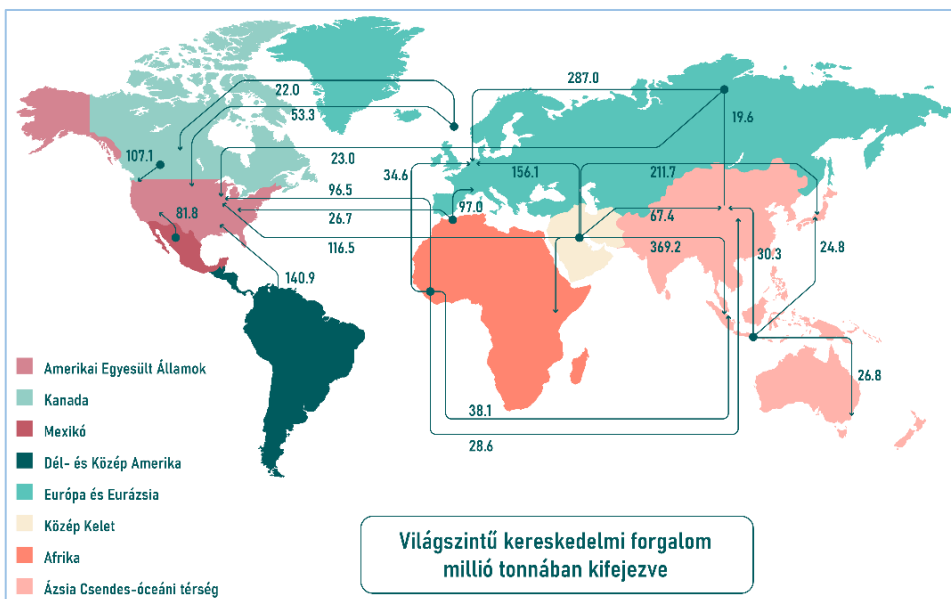 22.0
287.0
53.3
19.6
107.1
23.0
34.6
156.1
211.7
96.5
81.8
26.7
97.0
67.4
116.5
369.2
30.3
24.8
140.9
26.8
38.1
28.6
Amerikai Egyesült Államok
Kanada
Mexikó
Dél- és Közép Amerika
Európa és Eurázsia
Közép Kelet
Afrika
Ázsia Csendes-óceáni térség
Világszintű kereskedelmi forgalom
millió tonnában kifejezve